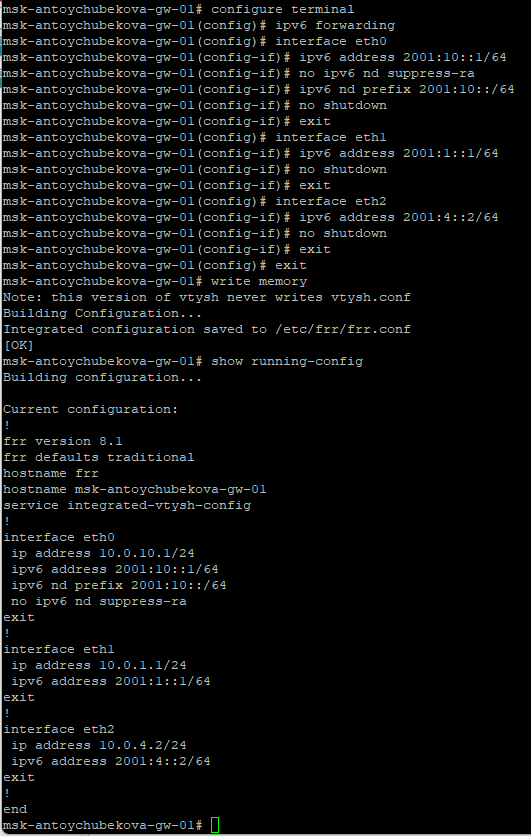 msk-antoychubekova-gw-01# configure terminal
msk-antoychubekova-gw-01(config)# ipv6 forwarding
msk-antoychubekova-gw-01(config)# interface eth0
msk-antoychubekova-gw-01(config-if)# ipv6 address 2001:10::1/64
msk-antoychubekova-gw-01(config-if)# no ipv6 nd suppress-ra
msk-antoychubekova-gw-01(config-if)# ipv6 nd prefix 2001:10::/64
msk-antoychubekova-gw-01(config-if)# no shutdown
msk-antoychubekova-gw-01(config-if)# exit
msk-antoychubekova-gw-01(config)# interface eth1
msk-antoychubekova-gw-01(config-if)# ipv6 address 2001:1::1/64
msk-antoychubekova-gw-01(config-if)# no shutdown
msk-antoychubekova-gw-01(config-if)# exit
msk-antoychubekova-gw-01(config)# interface eth2
msk-antoychubekova-gw-01(config-if)# ipv6 address 2001:4::2/64
msk-antoychubekova-gw-01(config-if)# no shutdown
msk-antoychubekova-gw-01(config-if)# exit
msk-antoychubekova-gw-01(config)# exit
msk-antoychubekova-gw-01# write memory
Note: this version of vtysh never writes vtysh.conf
Building Configuration...
Integrated configuration saved to /etc/frr/frr.conf
[OK]
msk-antoychubekova-gw-01# show running-config
Building configuration...

Current configuration:
!
frr version 8.1
frr defaults traditional
hostname frr
hostname msk-antoychubekova-gw-01
service integrated-vtysh-config
!
interface eth0
 ip address 10.0.10.1/24
 ipv6 address 2001:10::1/64
 ipv6 nd prefix 2001:10::/64
 no ipv6 nd suppress-ra
exit
!
interface eth1
 ip address 10.0.1.1/24
 ipv6 address 2001:1::1/64
exit
!
interface eth2
 ip address 10.0.4.2/24
 ipv6 address 2001:4::2/64
exit
!
end
msk-antoychubekova-gw-01#